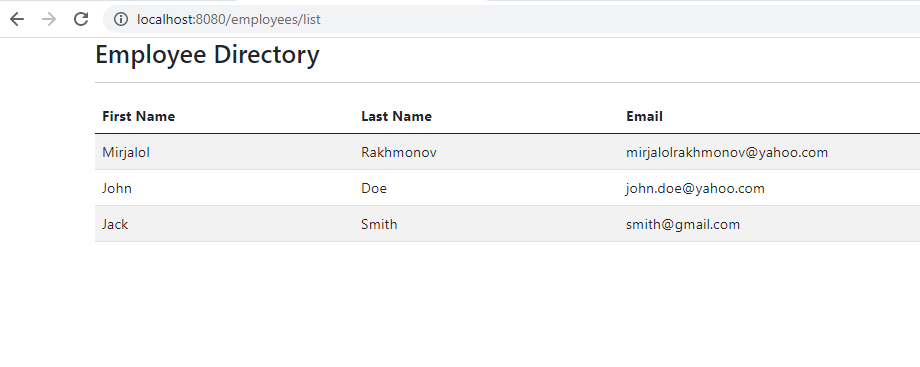 localhost:8080/employees/list
Employee Directory
First Name Last Name Email
Mirjalol Rakhmonov mirjalolrakhmonov@yahoo.com
John Doe john.doe@yahoo.com
Jack Smith smith@gmail.com